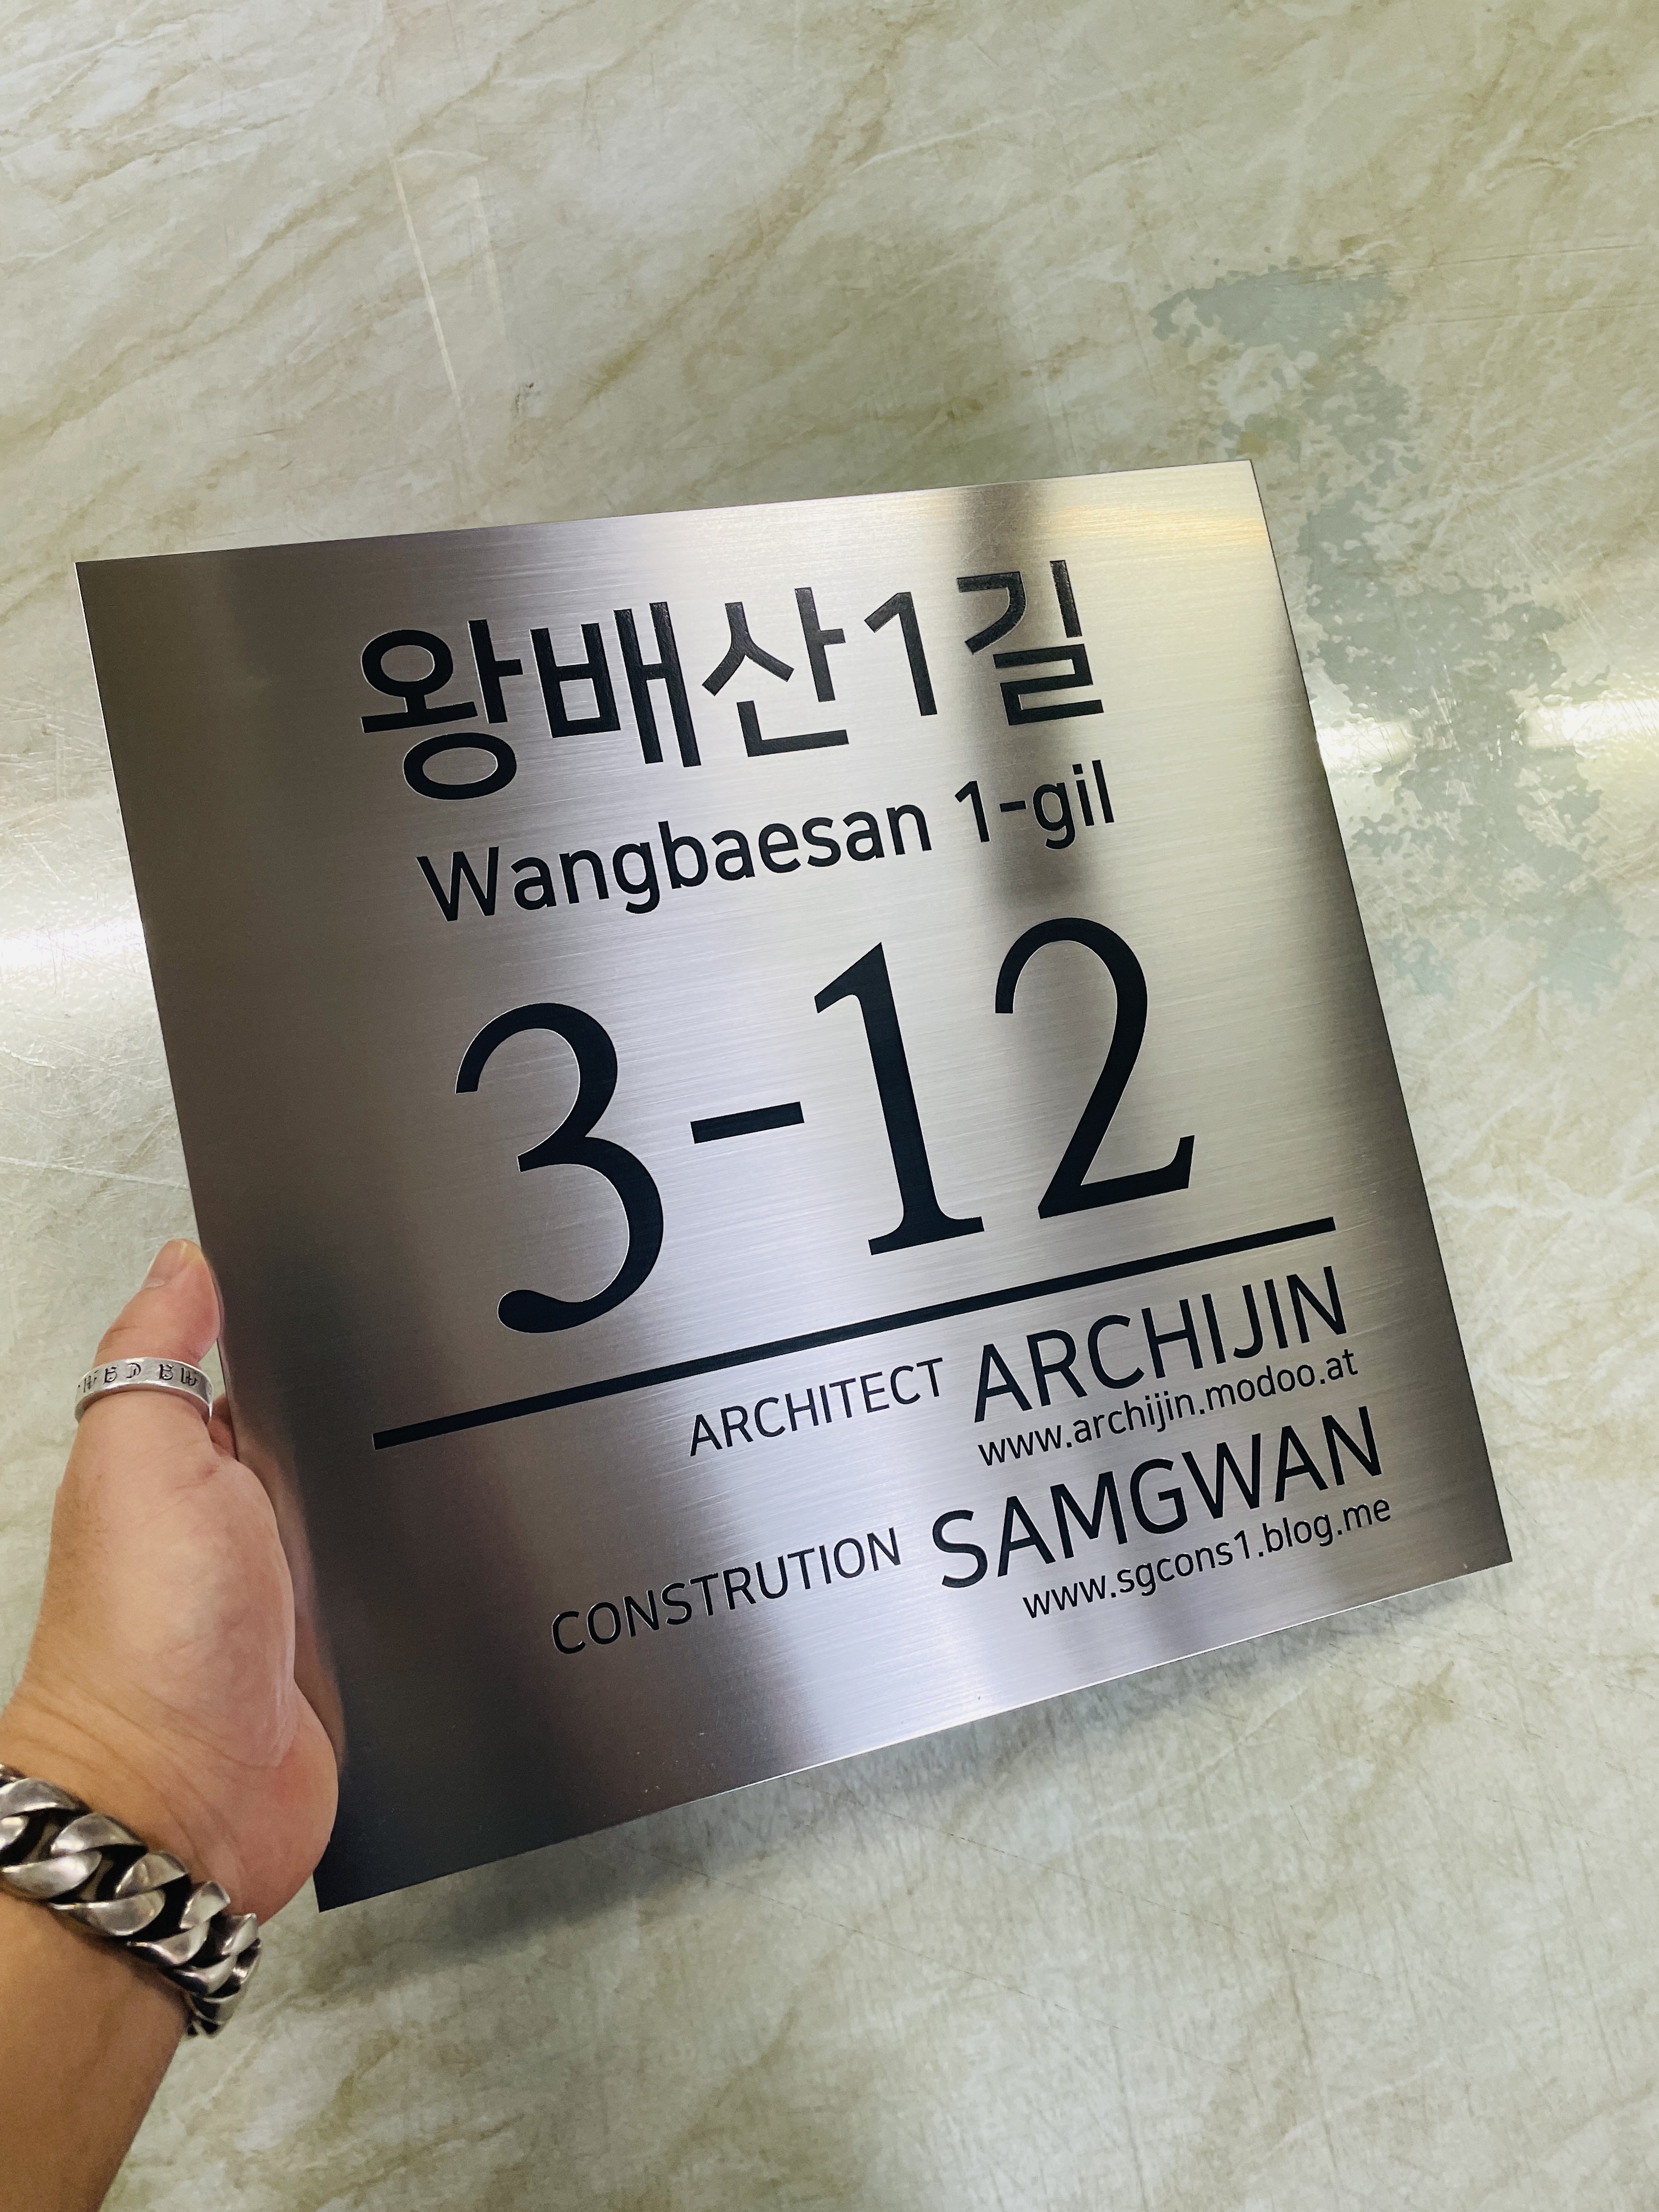 왕배산1길
Wangbaesan 1-gil
3-12
ARCHITECT ARCHIJIN
www.archijin.modoo.at
CONSTRUTION SAMGWAN
www.sgcons1.blog.me